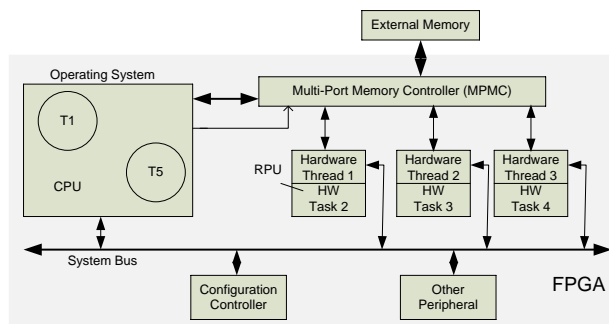 External Memory
Operating System
Multi-Port Memory Controller (MPMC)
T1
T5
CPU
RPU
Hardware
Thread 1
HW
Task 2
Hardware
Thread 2
HW
Task 3
Hardware
Thread 3
HW
Task 4
System Bus
Configuration
Controller
Other
Peripheral
FPGA